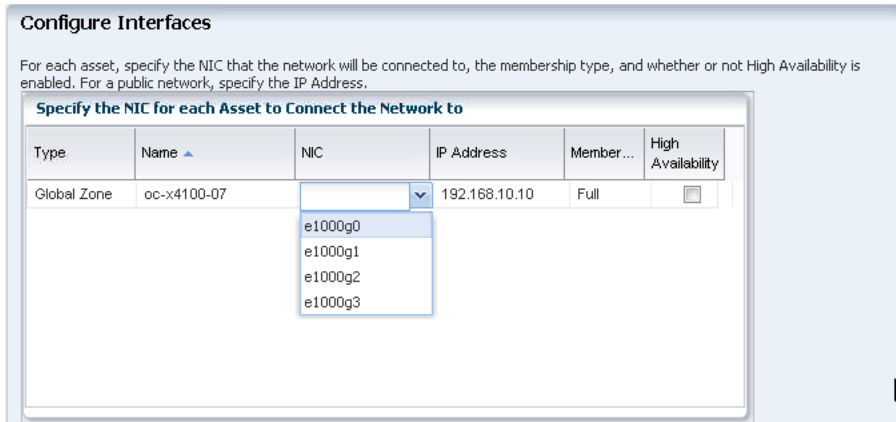 Configure Interfaces
For each asset, specify the NIC that the network will be connected to, the membership type, and whether or not High Availability is
enabled. For a public network, specify the IP Address.
Specify the NIC for each Asset to Connect the Network to
Type Name NIC IP Address Member... High Availability
Global Zone oc-x4100-07 192.168.10.10 Full
e1000g0
e1000g1
e1000g2
e1000g3